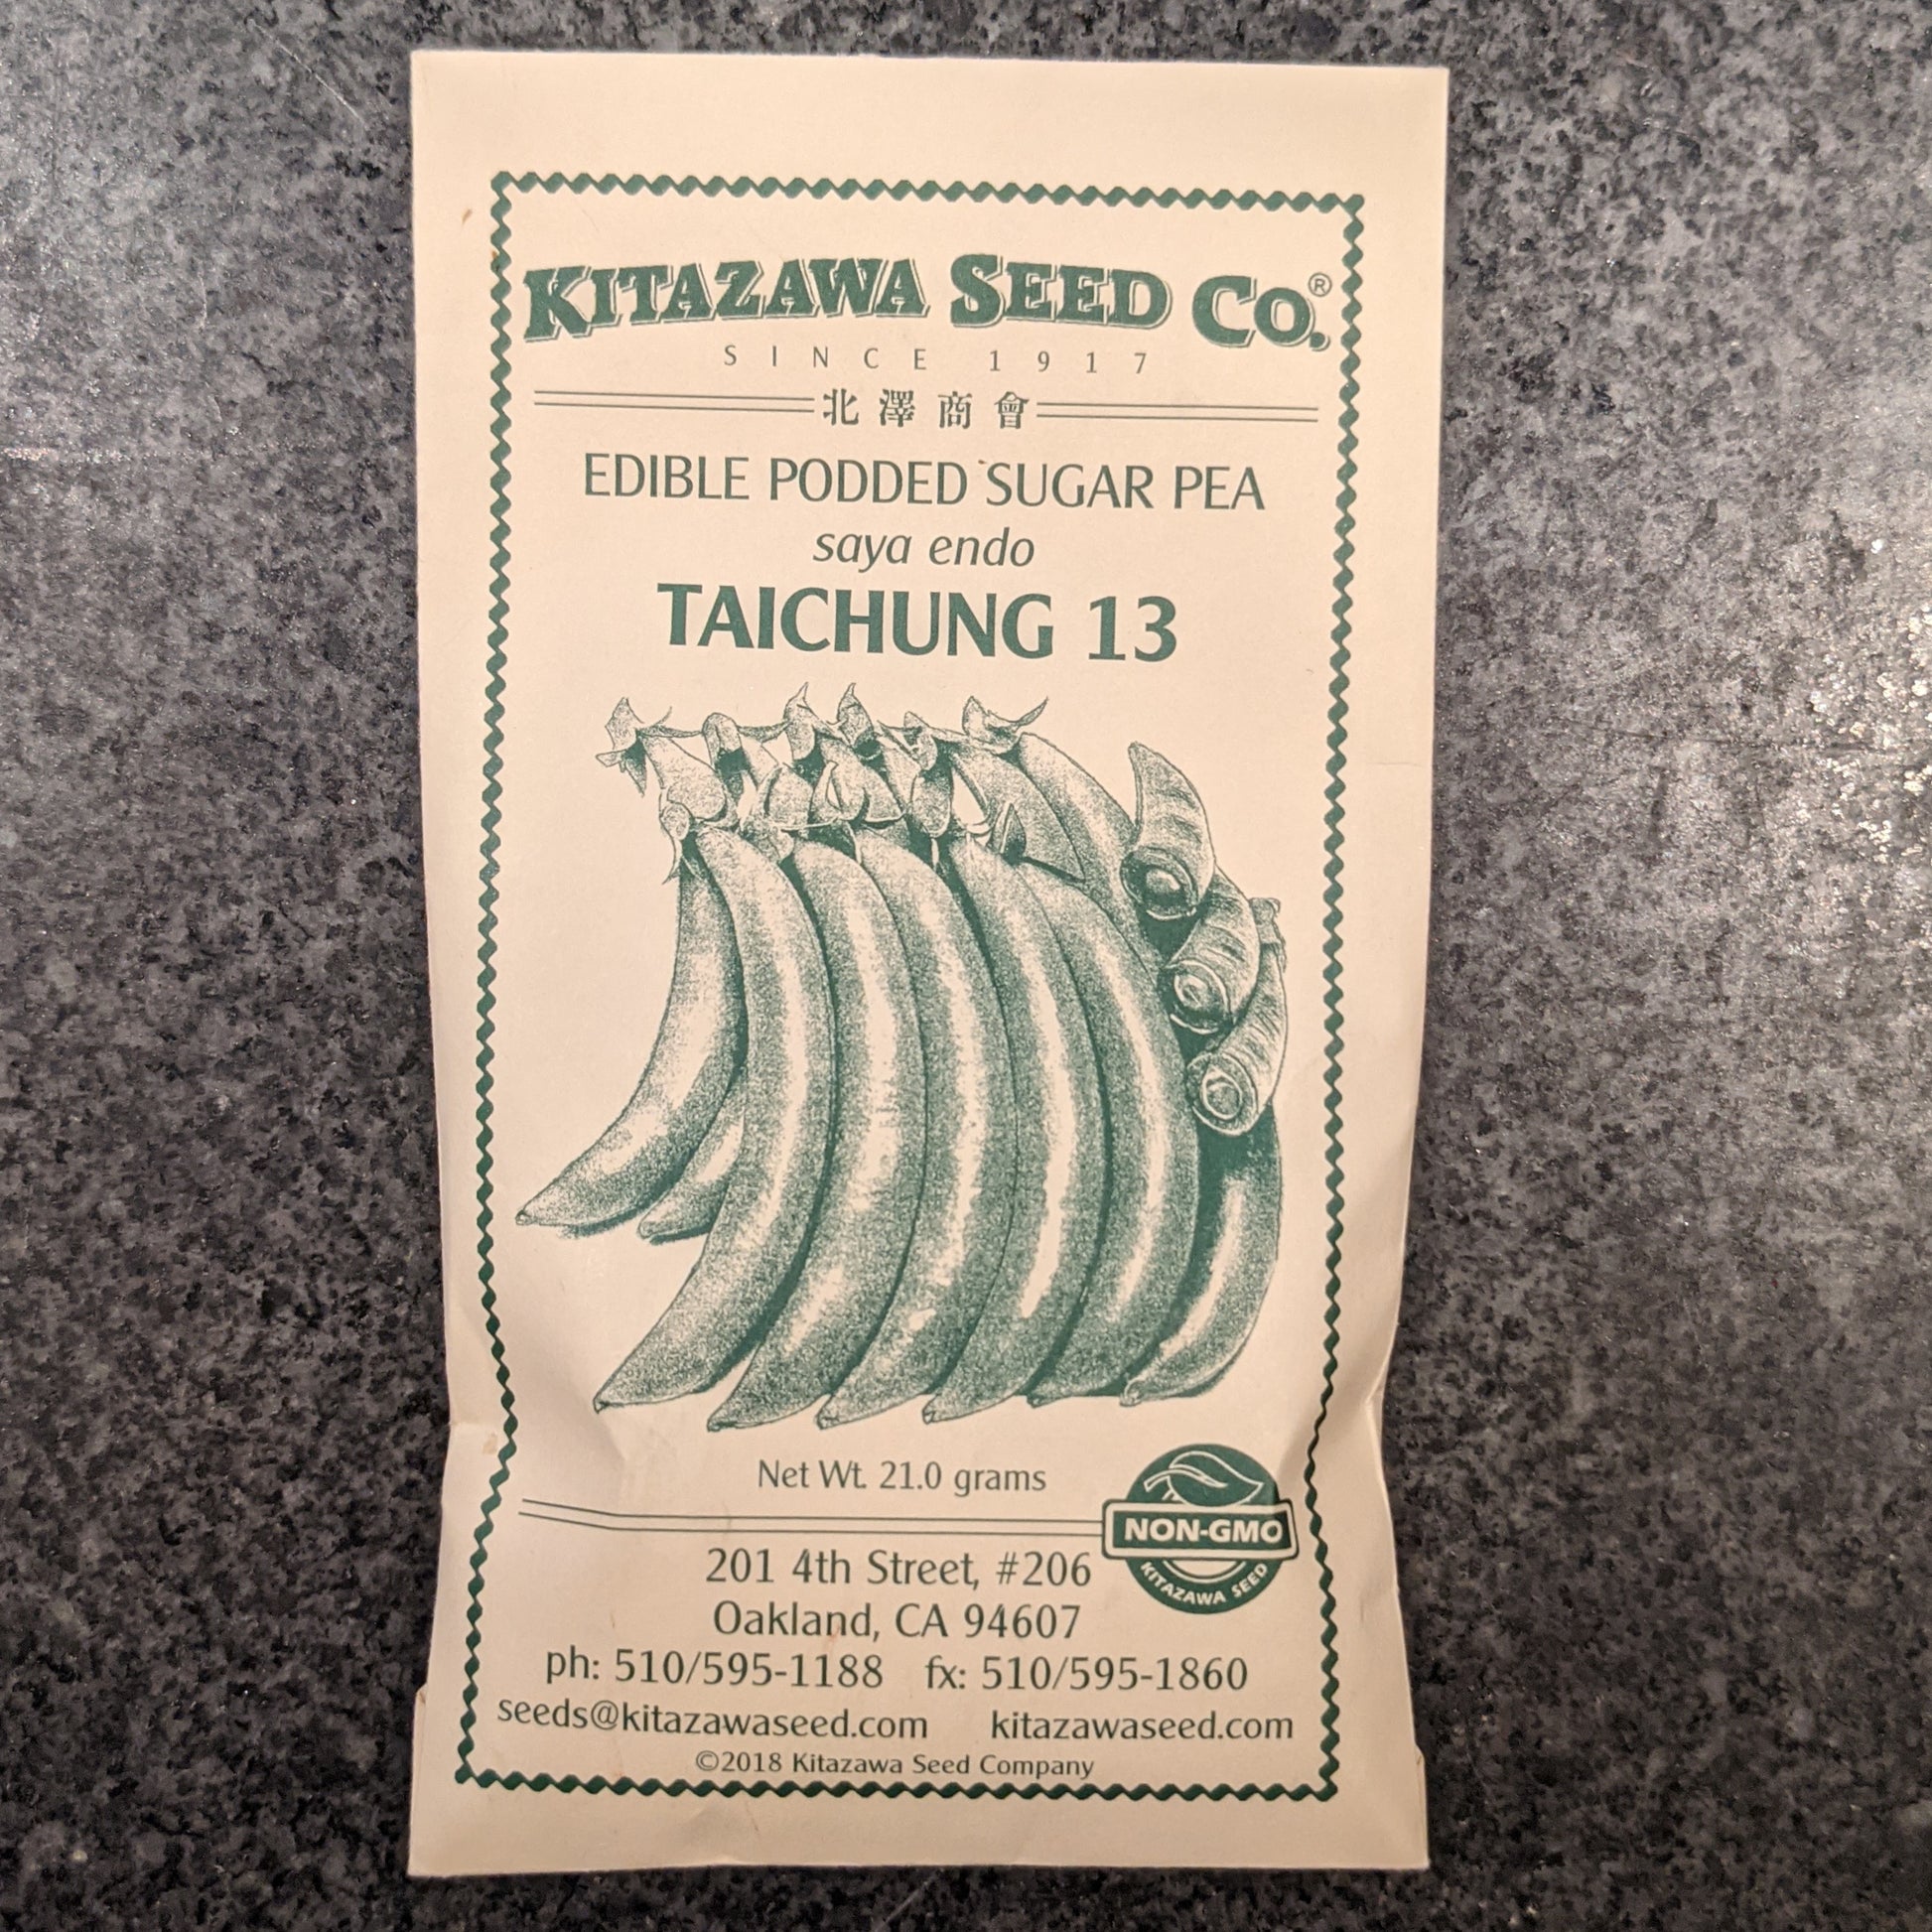 KITAZAWA SEED CO.®
SINCE 1917
北澤商會
EDIBLE PODDED SUGAR PEA
saya endo
TAICHUNG 13
Net Wt. 21.0 grams
NON-GMO
KITAZAWA SEED
201 4th Street, #206
Oakland, CA 94607
ph: 510/595-1188 fx: 510/595-1860
seeds@kitazawaseed.com kitazawaseed.com
©2018 Kitazawa Seed Company